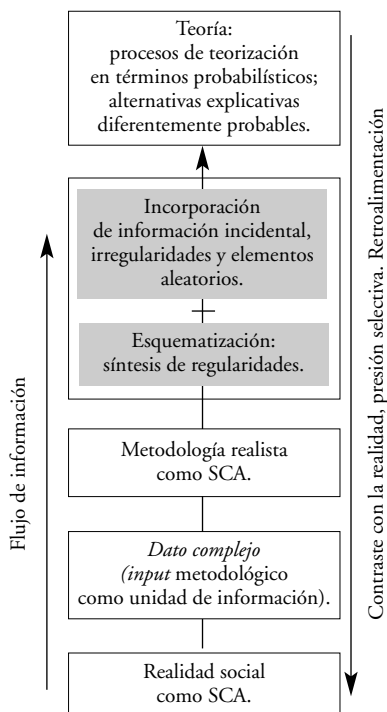 Teoría:
procesos de teorización
en términos probabilísticos;
alternativas explicativas
diferentemente probables.
Incorporación
de información incidental,
irregularidades y elementos
aleatorios.
+
Esquematización:
síntesis de regularidades.
Metodología realista
como SCA.
Dato complejo
(input metodológico
como unidad de información).
Realidad social
como SCA.
Flujo de información
Contraste con la realidad, presión selectiva, Retroalimentación